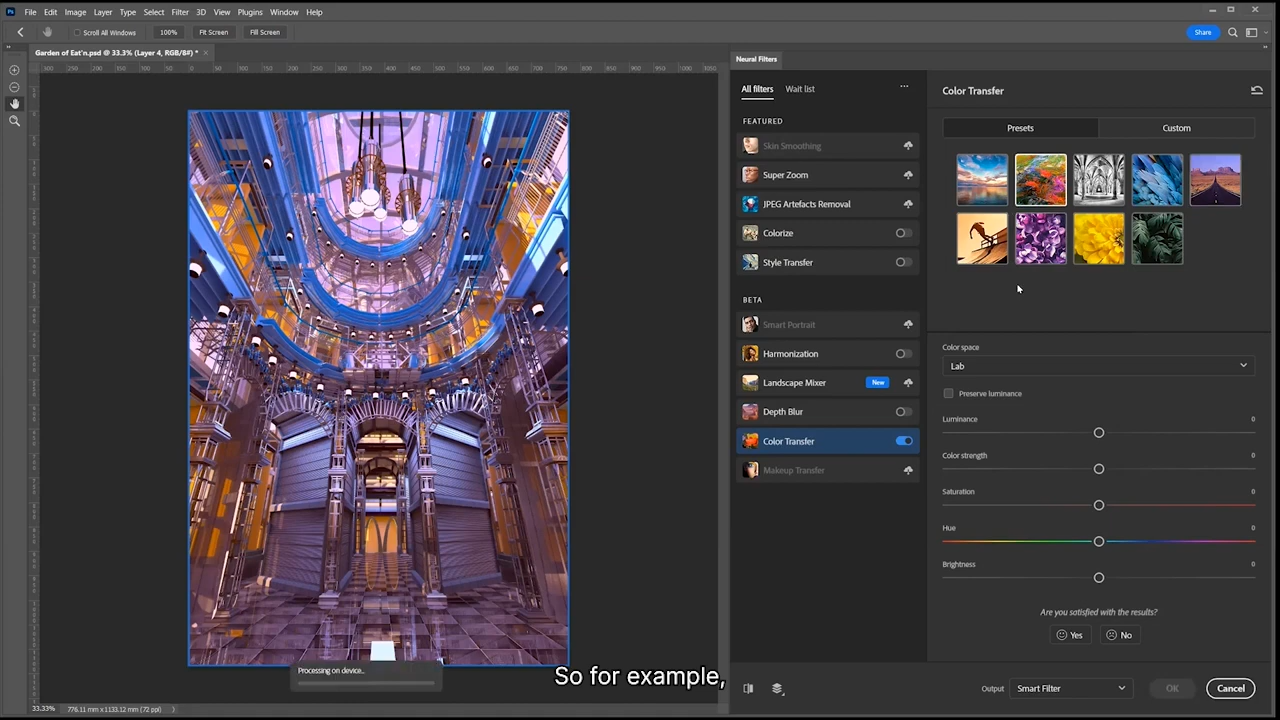 Ps File Edit Image Layer Type Select Filter 3D View Plugins Window Help
Scroll All Windows 100% Fit Screen Fill Screen Share
Garden of Eat'n.psd @ 33.3% (Layer 4, RGB/8#) *
Neural Filters
All filters Wait list
FEATURED
Skin Smoothing
Super Zoom
JPEG Artefacts Removal
Colorize
Style Transfer
BETA
Smart Portrait
Harmonization
Landscape Mixer New
Depth Blur
Color Transfer
Makeup Transfer
Color Transfer
Presets Custom
Color space
Lab
Preserve luminance
Luminance 0
Color strength 0
Saturation 0
Hue 0
Brightness 0
Are you satisfied with the results?
Yes No
Output Smart Filter OK Cancel
Processing on device...
So for example,
33.33% 776.11 mm x 1133.12 mm (72 ppi)